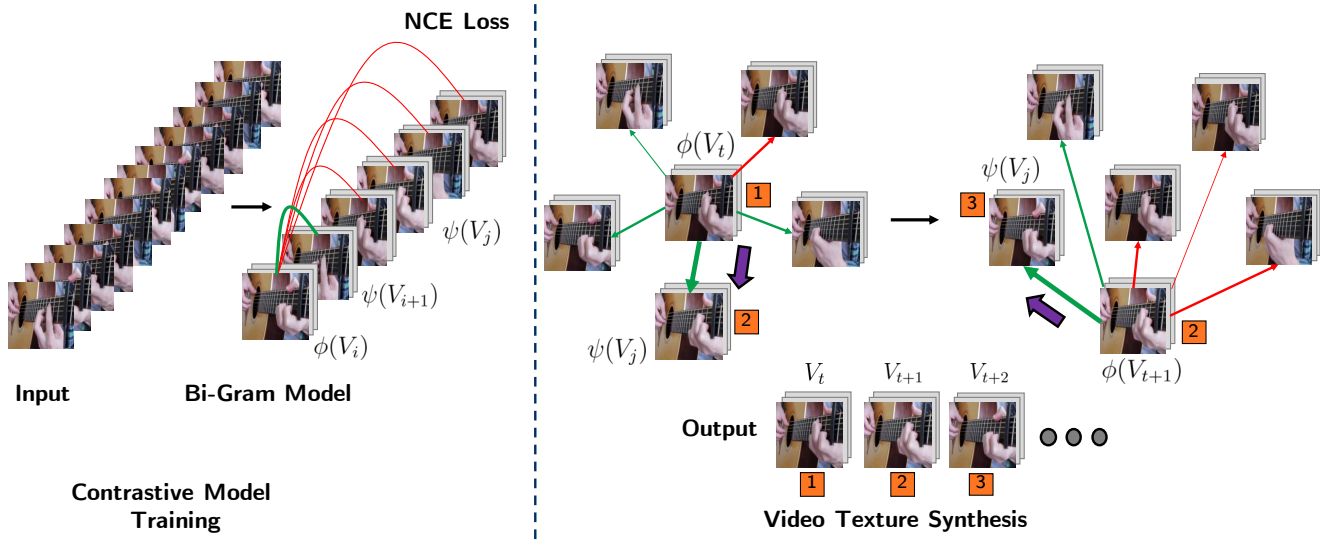 NCE Loss
ψ(V_j)
ψ(V_{i+1})
ϕ(V_i)
Input
Bi-Gram Model
Contrastive Model
Training
ϕ(V_t)
1
2
ψ(V_j)
ψ(V_j)
3
2
ϕ(V_{t+1})
V_t
V_{t+1}
V_{t+2}
Output
1
2
3
Video Texture Synthesis